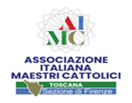 AIMC
ASSOCIAZIONE
ITALIANA
MAESTRI CATTOLICI
TOSCANA
Sezione di Firenze